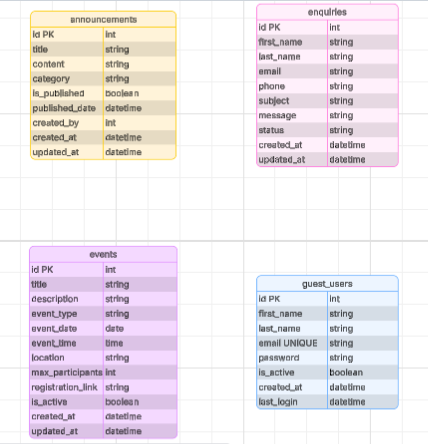 announcements
id PK int
title string
content string
category string
is_published boolean
published_date datetime
created_by int
created_at datetime
updated_at datetime
enquiries
id PK int
first_name string
last_name string
email string
phone string
subject string
message string
status string
created_at datetime
updated_at datetime
events
id PK int
title string
description string
event_type string
event_date date
event_time time
location string
max_participants int
registration_link string
is_active boolean
created_at datetime
updated_at datetime
guest_users
id PK int
first_name string
last_name string
email UNIQUE string
password string
is_active boolean
created_at datetime
last_login datetime